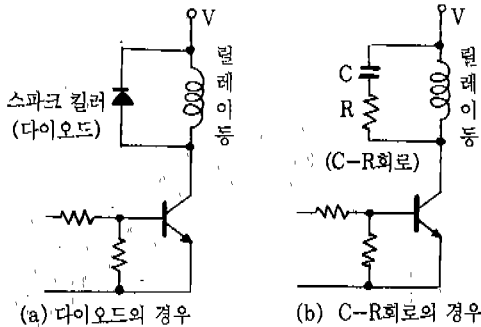 V
릴레이등
스파크 킬러
(다이오드)
(a) 다이오드의 경우
V
C
R
릴레이등
(C-R회로)
(b) C-R회로의 경우